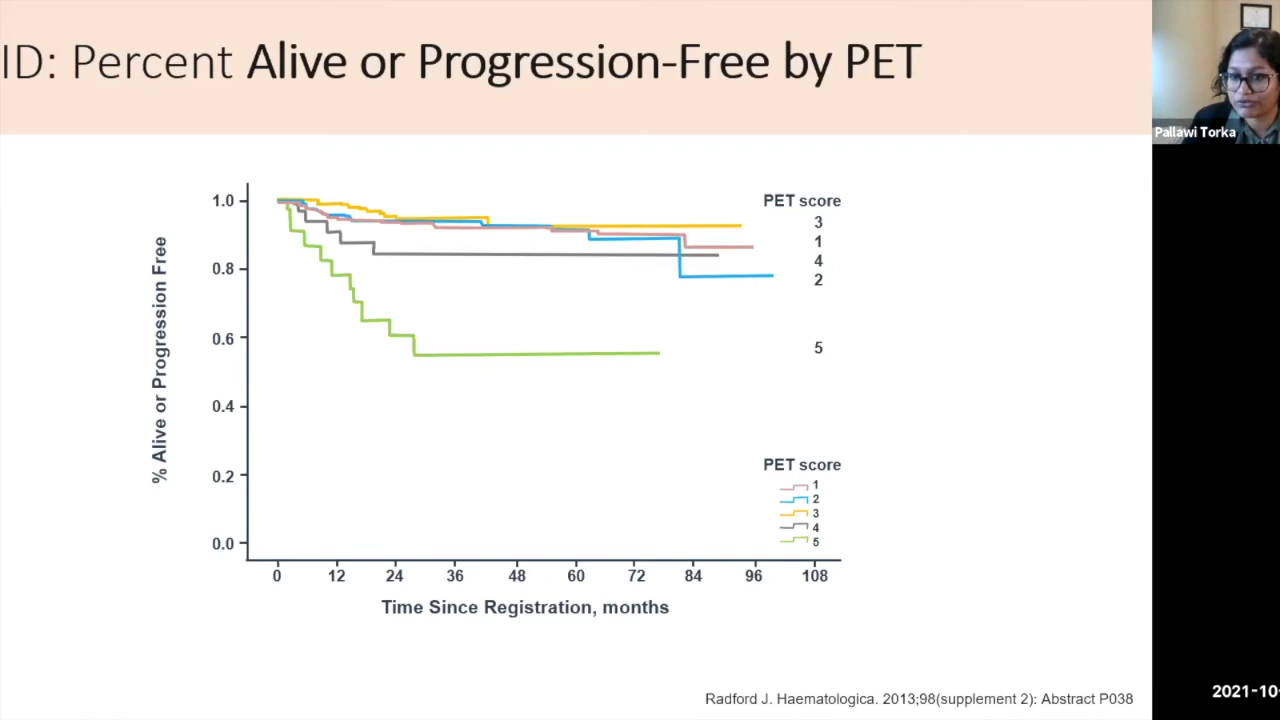 ID: Percent Alive or Progression-Free by PET
Pallawi Torka
PET score
3
1
4
2
5
% Alive or Progression Free
1.0
0.8
0.6
0.4
0.2
0.0
PET score
1
2
3
4
5
0 12 24 36 48 60 72 84 96 108
Time Since Registration, months
Radford J. Haematologica. 2013;98(supplement 2): Abstract P038
2021-10-